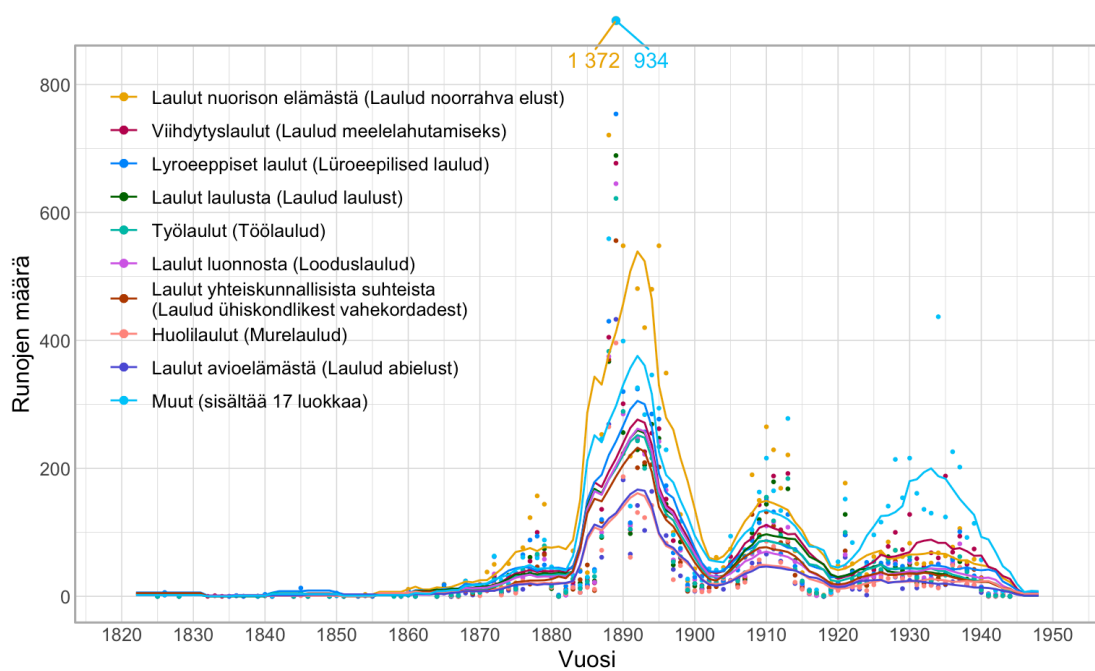 1 372 934
800
600
400
200
0
Runojen määrä
Laulut nuorison elämästä (Laulud noorrahva elust)
Viihdytyslaulut (Laulud meelelahutamiseks)
Lyroeeppiset laulut (Lüroeepilised laulud)
Laulut laulusta (Laulud laulust)
Työlaulut (Töölaulud)
Laulut luonnosta (Looduslaulud)
Laulut yhteiskunnallisista suhteista
(Laulud ühiskondlikest vahekordadest)
Huolilaulut (Murelaulud)
Laulut avioelämästä (Laulud abielust)
Muut (sisältää 17 luokkaa)
1820 1830 1840 1850 1860 1870 1880 1890 1900 1910 1920 1930 1940 1950
Vuosi